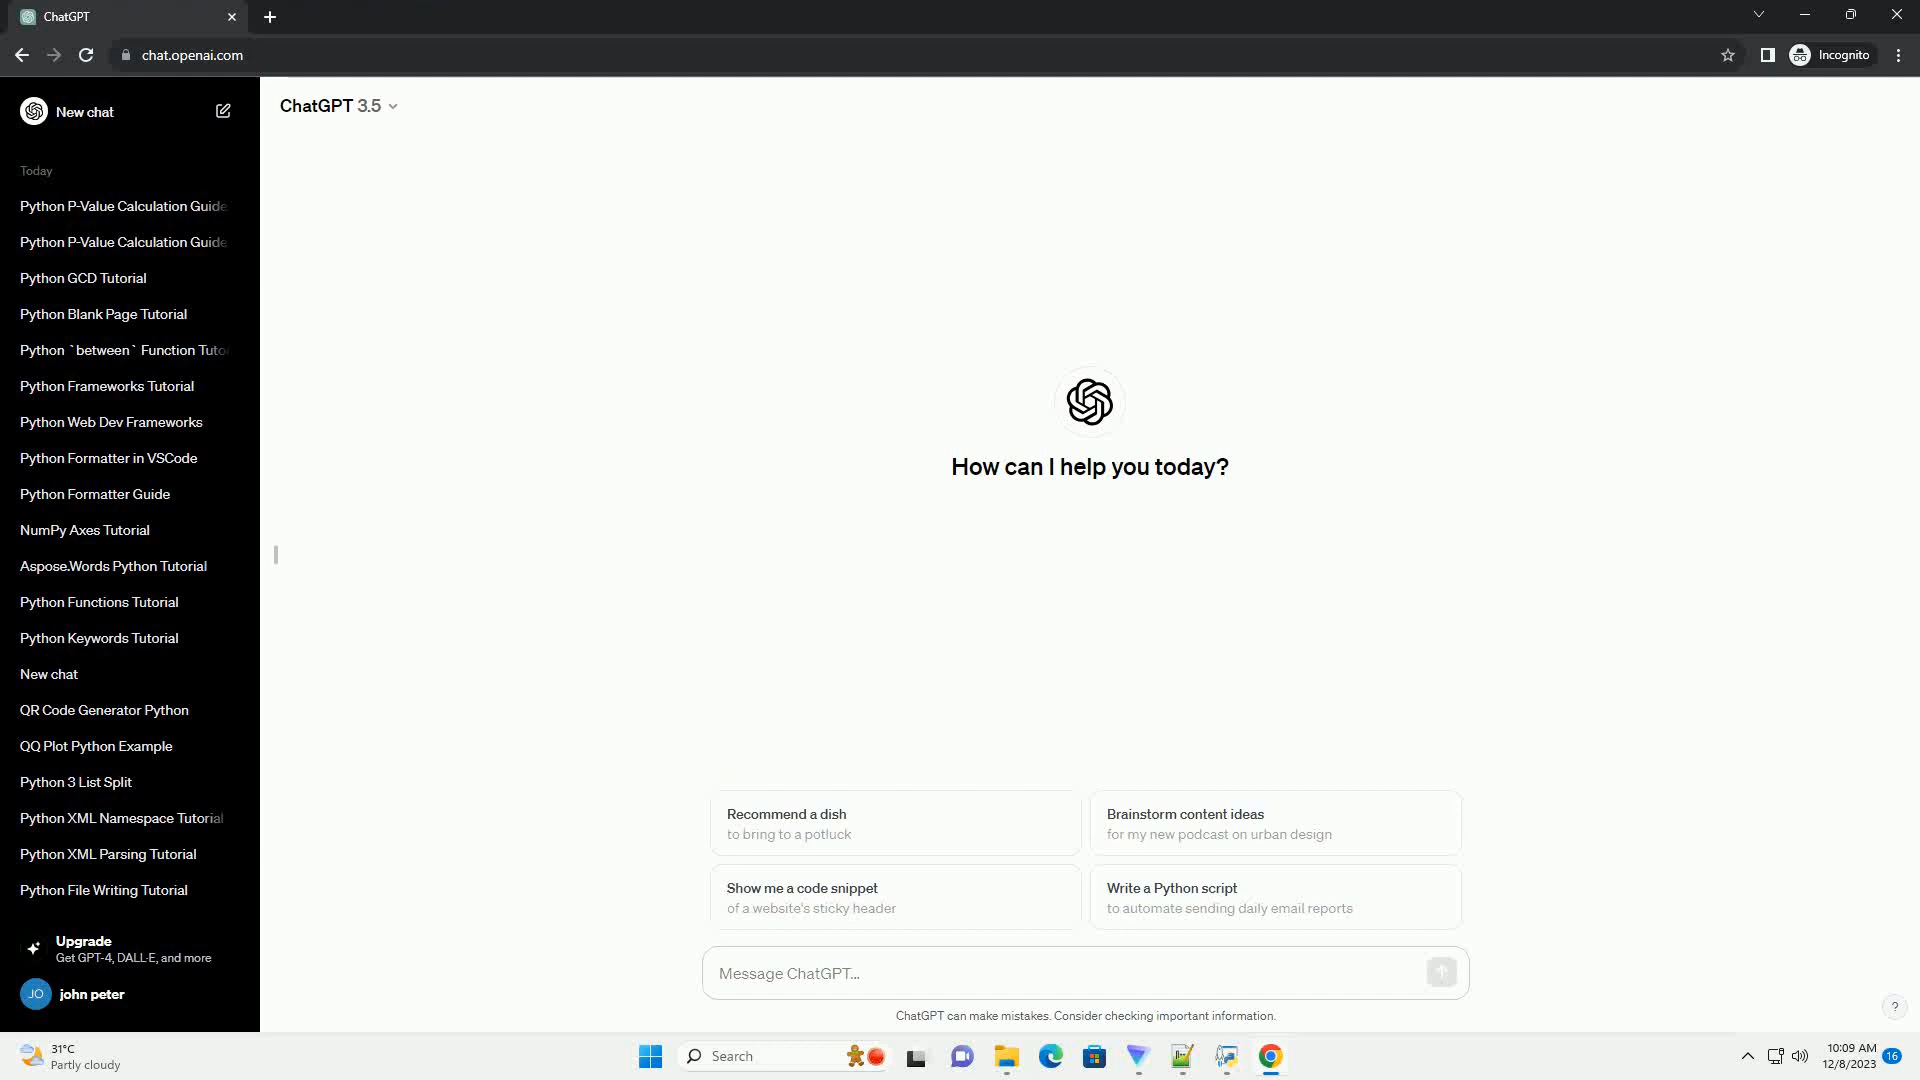 ChatGPT
chat.openai.com
Incognito
New chat
ChatGPT 3.5
Today
Python P-Value Calculation Guide
Python P-Value Calculation Guide
Python GCD Tutorial
Python Blank Page Tutorial
Python `between` Function Tuto
Python Frameworks Tutorial
Python Web Dev Frameworks
Python Formatter in VSCode
Python Formatter Guide
NumPy Axes Tutorial
Aspose.Words Python Tutorial
Python Functions Tutorial
Python Keywords Tutorial
New chat
QR Code Generator Python
QQ Plot Python Example
Python 3 List Split
Python XML Namespace Tutorial
Python XML Parsing Tutorial
Python File Writing Tutorial
Upgrade
Get GPT-4, DALL·E, and more
JO
john peter
How can I help you today?
Recommend a dish
to bring to a potluck
Brainstorm content ideas
for my new podcast on urban design
Show me a code snippet
of a website's sticky header
Write a Python script
to automate sending daily email reports
Message ChatGPT...
ChatGPT can make mistakes. Consider checking important information.
?
31°C
Partly cloudy
Search
10:09 AM
12/8/2023
16